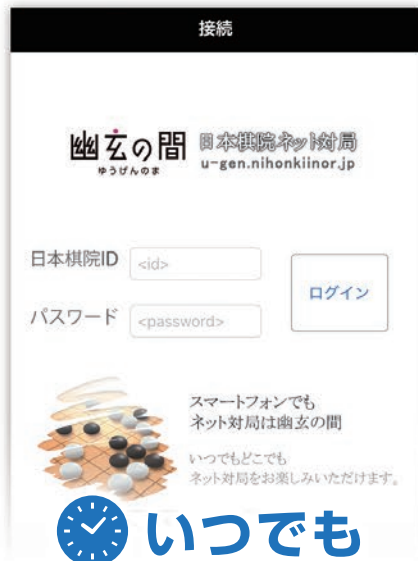 接続
幽玄の間
ゆうげんのま
日本棋院ネット対局
u-gen.nihonkiinor.jp
日本棋院ID
<id>
パスワード
<password>
ログイン
スマートフォンでも
ネット対局は幽玄の間
いつでもどこでも
ネット対局をお楽しみいただけます。
いつでも